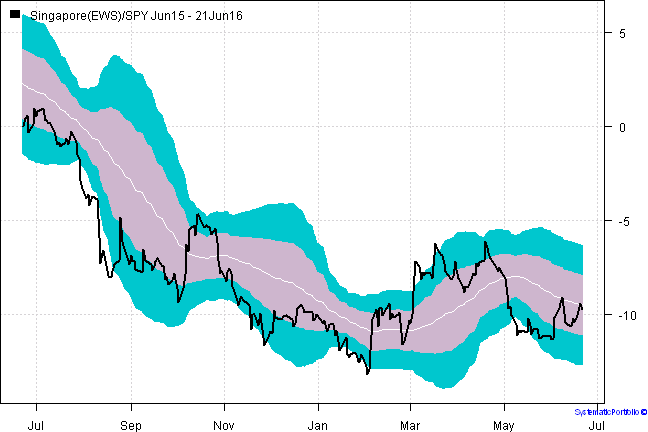 Singapore(EWS)/SPY Jun15 - 21Jun16
5
0
-5
-10
SystematicPortfolio ©
Jul Sep Nov Jan Mar May Jul